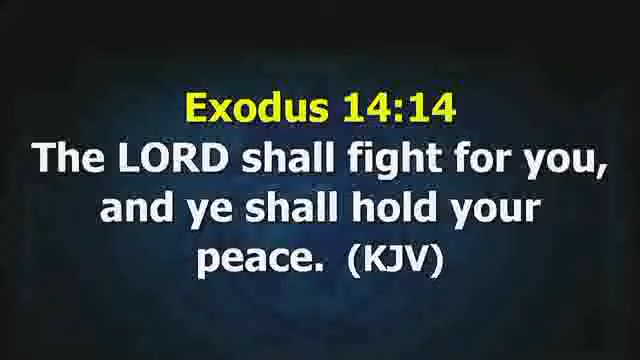 Exodus 14:14
The LORD shall fight for you,
and ye shall hold your
peace. (KJV)